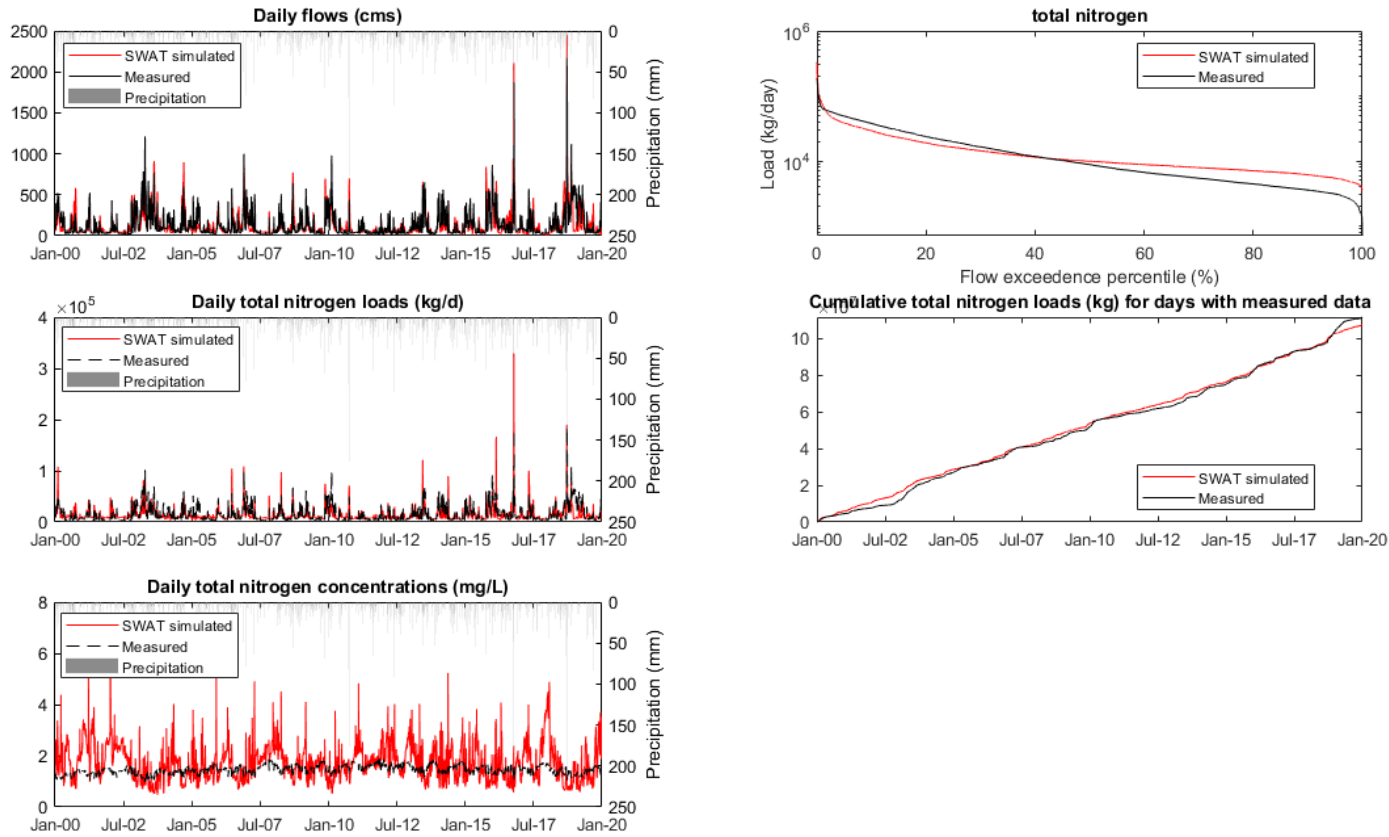 Daily flows (cms)
2500
2000
1500
1000
500
0
0
50
100
150
200
250
Precipitation (mm)
SWAT simulated
Measured
Precipitation
Jan-00 Jul-02 Jan-05 Jul-07 Jan-10 Jul-12 Jan-15 Jul-17 Jan-20
total nitrogen
10^6
10^4
Load (kg/day)
SWAT simulated
Measured
0 20 40 60 80 100
Flow exceedence percentile (%)
Daily total nitrogen loads (kg/d)
×10^5
4
3
2
1
0
0
50
100
150
200
250
Precipitation (mm)
SWAT simulated
Measured
Precipitation
Jan-00 Jul-02 Jan-05 Jul-07 Jan-10 Jul-12 Jan-15 Jul-17 Jan-20
Cumulative total nitrogen loads (kg) for days with measured data
10
8
6
4
2
0
SWAT simulated
Measured
Jan-00 Jul-02 Jan-05 Jul-07 Jan-10 Jul-12 Jan-15 Jul-17 Jan-20
Daily total nitrogen concentrations (mg/L)
8
6
4
2
0
0
50
100
150
200
250
Precipitation (mm)
SWAT simulated
Measured
Precipitation
Jan-00 Jul-02 Jan-05 Jul-07 Jan-10 Jul-12 Jan-15 Jul-17 Jan-20